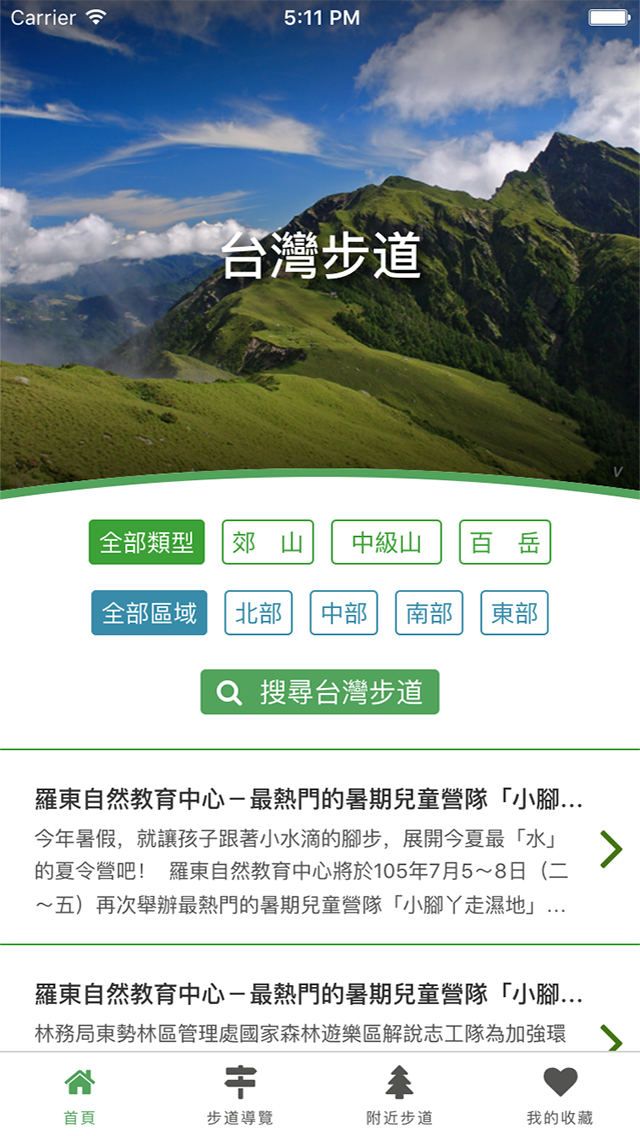 Carrier 5:11 PM
台灣步道
V
全部類型 郊 山 中級山 百 岳
全部區域 北部 中部 南部 東部
搜尋台灣步道
羅東自然教育中心－最熱門的暑期兒童營隊「小腳...
今年暑假，就讓孩子跟著小水滴的腳步，展開今夏最「水」
的夏令營吧！ 羅東自然教育中心將於105年7月5～8日（二
～五）再次舉辦最熱門的暑期兒童營隊「小腳丫走濕地」...
羅東自然教育中心－最熱門的暑期兒童營隊「小腳...
林務局東勢林區管理處國家森林遊樂區解說志工隊為加強環
首頁 步道導覽 附近步道 我的收藏